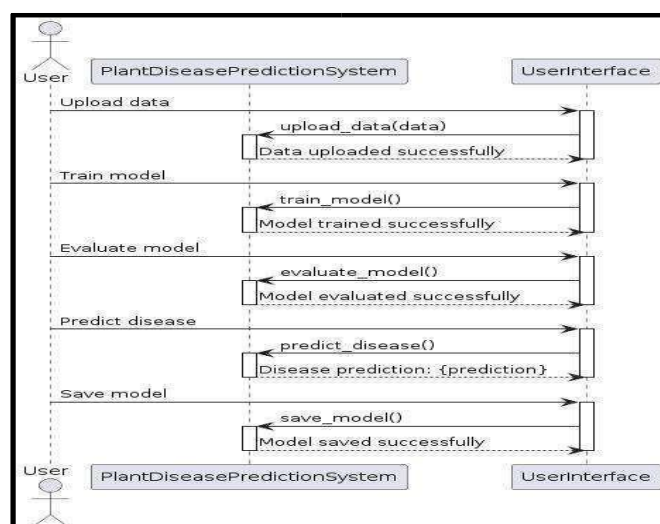 User
PlantDiseasePredictionSystem
UserInterface
Upload data
upload_data(data)
Data uploaded successfully
Train model
train_model()
Model trained successfully
Evaluate model
evaluate_model()
Model evaluated successfully
Predict disease
predict_disease()
Disease prediction: {prediction}
Save model
save_model()
Model saved successfully
User
PlantDiseasePredictionSystem
UserInterface